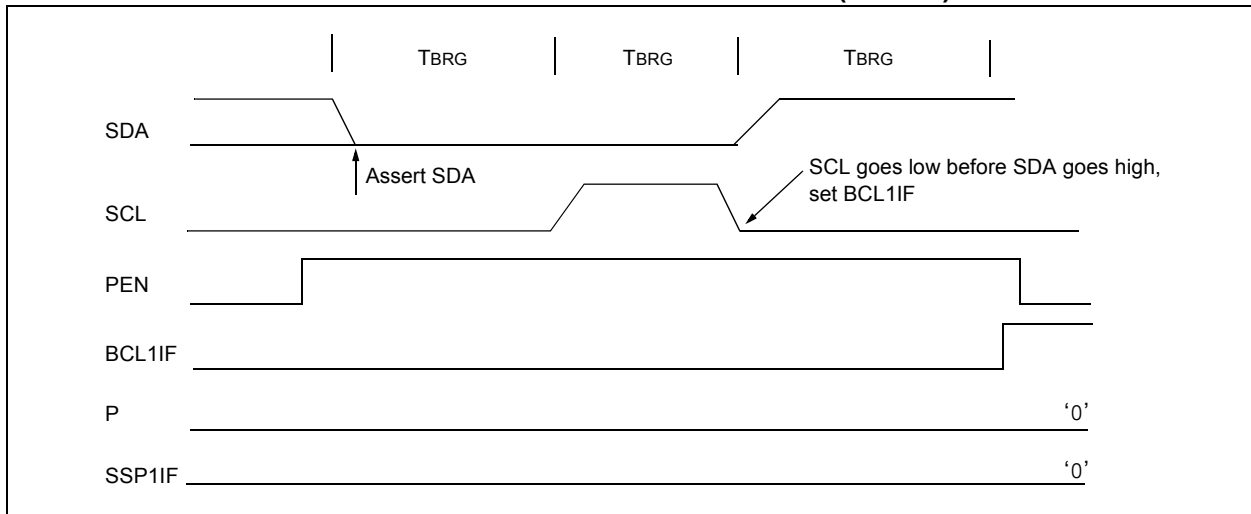 TBRG TBRG TBRG
SDA
Assert SDA
SCL goes low before SDA goes high,
set BCL1IF
SCL
PEN
BCL1IF
P
'0'
SSP1IF
'0'